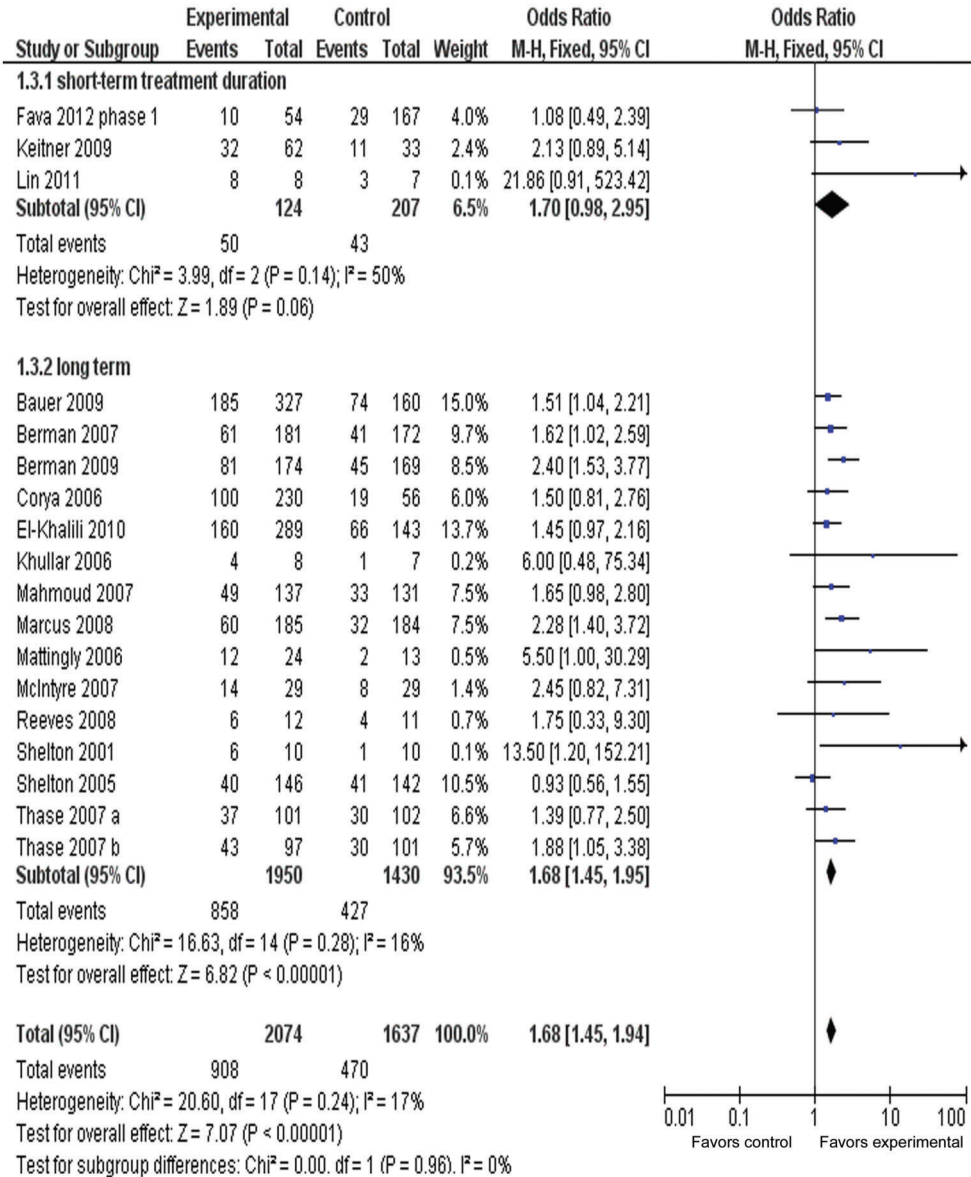 Experimental Control Odds Ratio Odds Ratio
Study or Subgroup Events Total Events Total Weight M-H, Fixed, 95% CI M-H, Fixed, 95% CI
1.3.1 short-term treatment duration
Fava 2012 phase 1 10 54 29 167 4.0% 1.08 [0.49, 2.39]
Keitner 2009 32 62 11 33 2.4% 2.13 [0.89, 5.14]
Lin 2011 8 8 3 7 0.1% 21.86 [0.91, 523.42]
Subtotal (95% CI) 124 207 6.5% 1.70 [0.98, 2.95]
Total events 50 43
Heterogeneity: Chi² = 3.99, df = 2 (P = 0.14); I² = 50%
Test for overall effect: Z = 1.89 (P = 0.06)
1.3.2 long term
Bauer 2009 185 327 74 160 15.0% 1.51 [1.04, 2.21]
Berman 2007 61 181 41 172 9.7% 1.62 [1.02, 2.59]
Berman 2009 81 174 45 169 8.5% 2.40 [1.53, 3.77]
Corya 2006 100 230 19 56 6.0% 1.50 [0.81, 2.76]
El-Khalili 2010 160 289 66 143 13.7% 1.45 [0.97, 2.16]
Khullar 2006 4 8 1 7 0.2% 6.00 [0.48, 75.34]
Mahmoud 2007 49 137 33 131 7.5% 1.65 [0.98, 2.80]
Marcus 2008 60 185 32 184 7.5% 2.28 [1.40, 3.72]
Mattingly 2006 12 24 2 13 0.5% 5.50 [1.00, 30.29]
McIntyre 2007 14 29 8 29 1.4% 2.45 [0.82, 7.31]
Reeves 2008 6 12 4 11 0.7% 1.75 [0.33, 9.30]
Shelton 2001 6 10 1 10 0.1% 13.50 [1.20, 152.21]
Shelton 2005 40 146 41 142 10.5% 0.93 [0.56, 1.55]
Thase 2007 a 37 101 30 102 6.6% 1.39 [0.77, 2.50]
Thase 2007 b 43 97 30 101 5.7% 1.88 [1.05, 3.38]
Subtotal (95% CI) 1950 1430 93.5% 1.68 [1.45, 1.95]
Total events 858 427
Heterogeneity: Chi² = 16.63, df = 14 (P = 0.28); I² = 16%
Test for overall effect: Z = 6.82 (P < 0.00001)
Total (95% CI) 2074 1637 100.0% 1.68 [1.45, 1.94]
Total events 908 470
Heterogeneity: Chi² = 20.60, df = 17 (P = 0.24); I² = 17%
Test for overall effect: Z = 7.07 (P < 0.00001)
Test for subgroup differences: Chi² = 0.00. df = 1 (P = 0.96). I² = 0%
0.01 0.1 1 10 100
Favors control Favors experimental